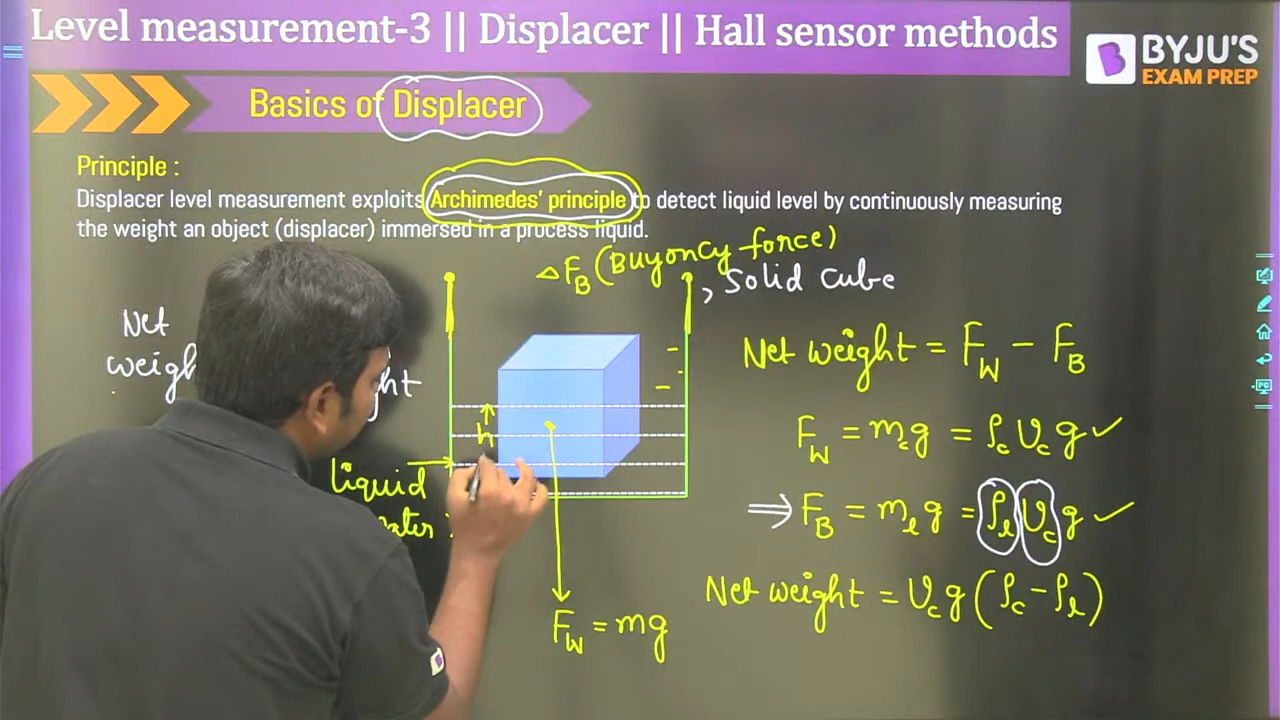 Level measurement-3 || Displacer || Hall sensor methods
BYJU'S
EXAM PREP
Basics of Displacer
Principle :
Displacer level measurement exploits Archimedes' principle to detect liquid level by continuously measuring
the weight an object (displacer) immersed in a process liquid.
△F_B (Buyoncy force)
, Solid Cube
Net
Net weight = F_W − F_B
h
F_W = m_c g = ρ_c V_c g ✓
Liquid
⇒ F_B = m_l g = ρ_l V_c g ✓
Net weight = V_c g (ρ_c − ρ_l)
F_W = mg
PC